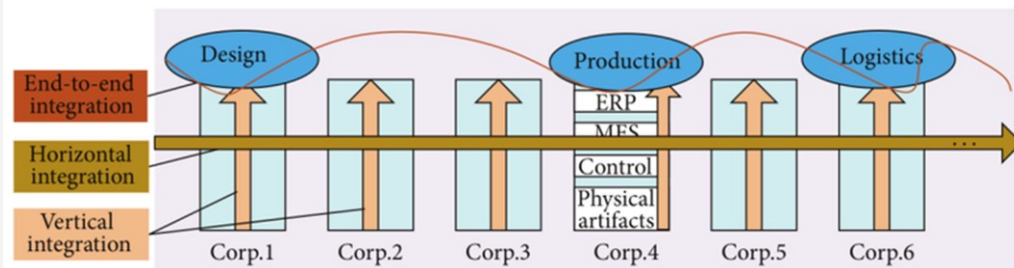 Design
Production
Logistics
End-to-end
integration
ERP
MES
Horizontal
integration
...
Control
Physical
artifacts
Vertical
integration
Corp.1
Corp.2
Corp.3
Corp.4
Corp.5
Corp.6